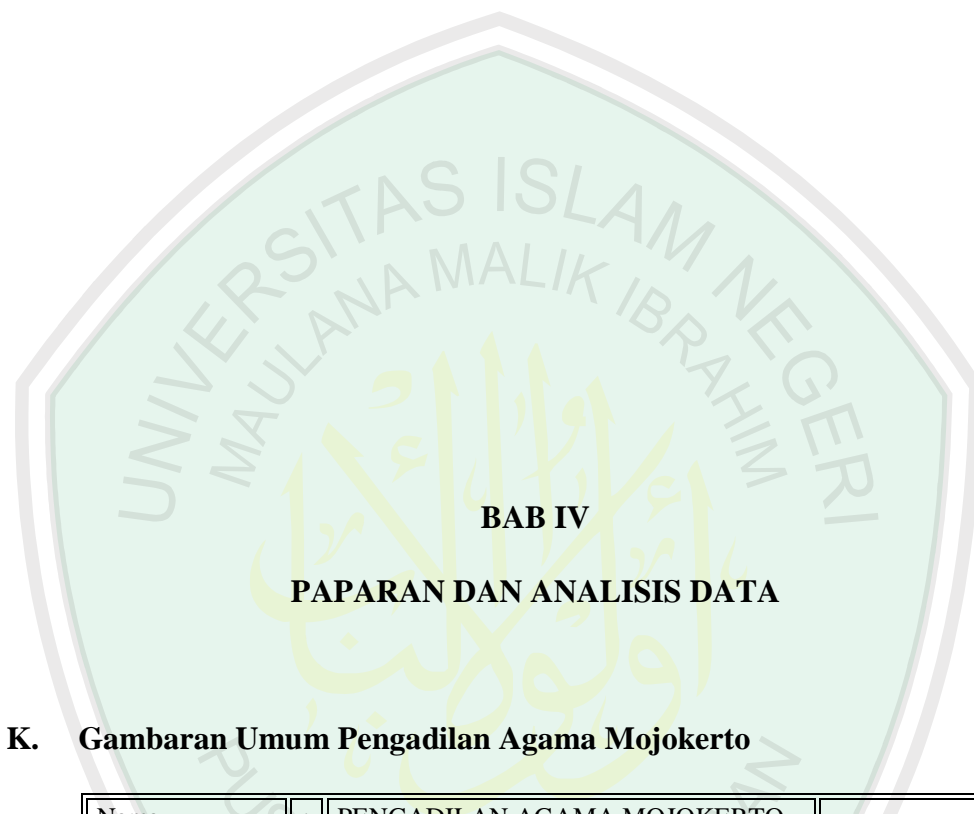 UNIVERSITAS ISLAM NEGERI
MAULANA MALIK IBRAHIM
BAB IV
PAPARAN DAN ANALISIS DATA
K. Gambaran Umum Pengadilan Agama Mojokerto
PENGADILAN AGAMA MOJOKERTO